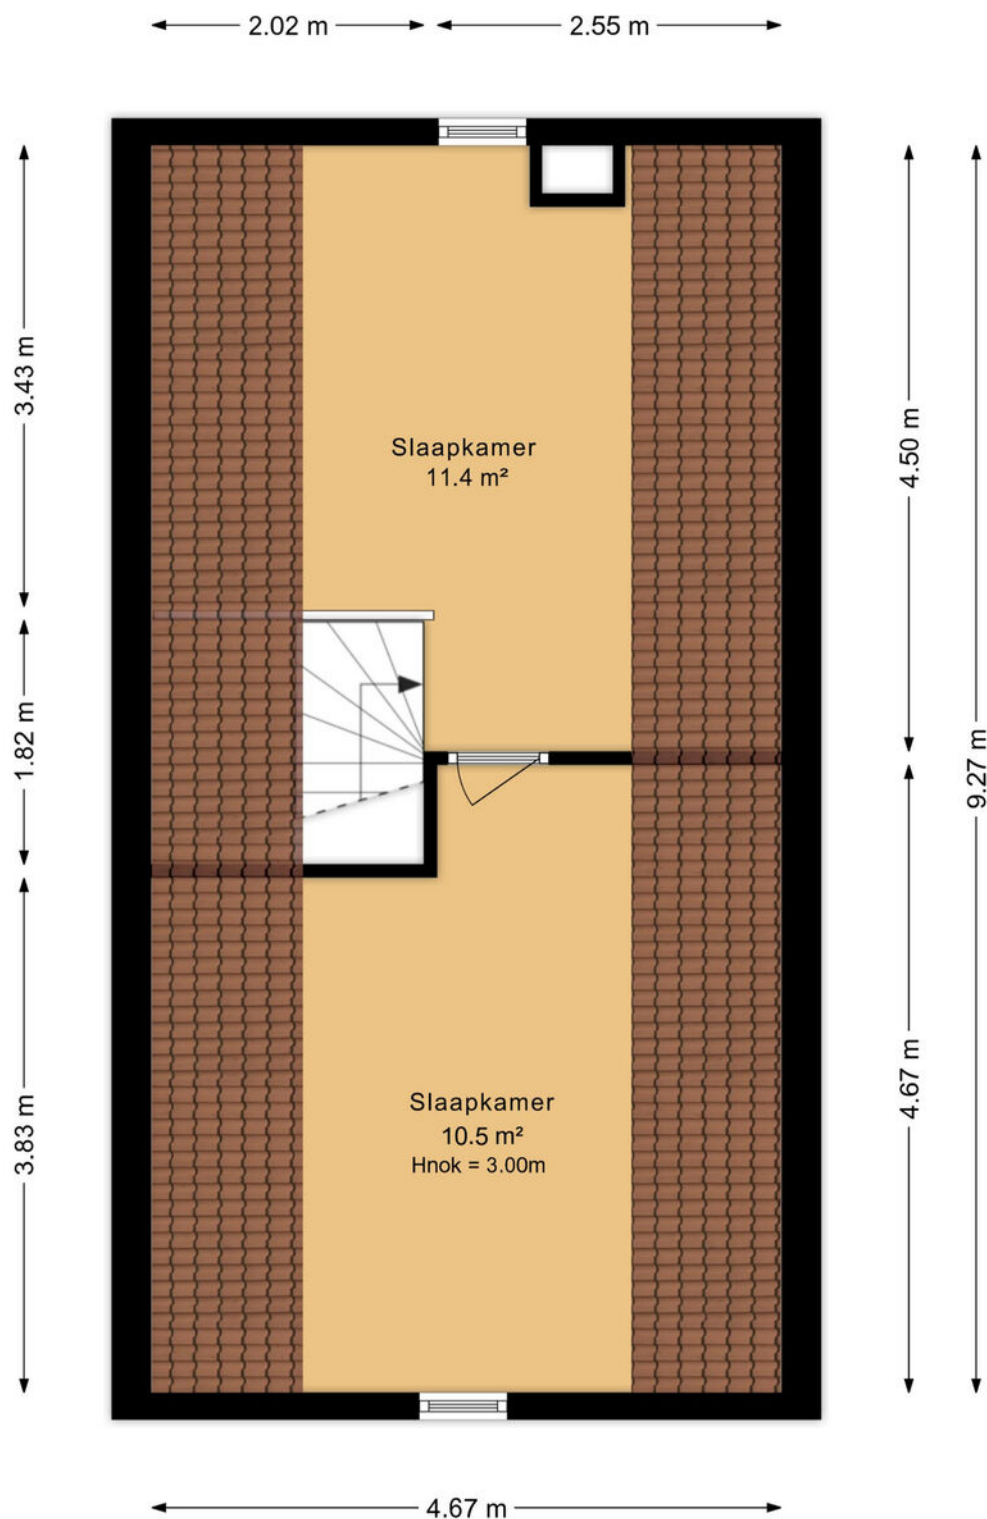 2.02 m
2.55 m
3.43 m
4.50 m
Slaapkamer
11.4 m²
1.82 m
9.27 m
3.83 m
4.67 m
Slaapkamer
10.5 m²
Hnok = 3.00m
4.67 m